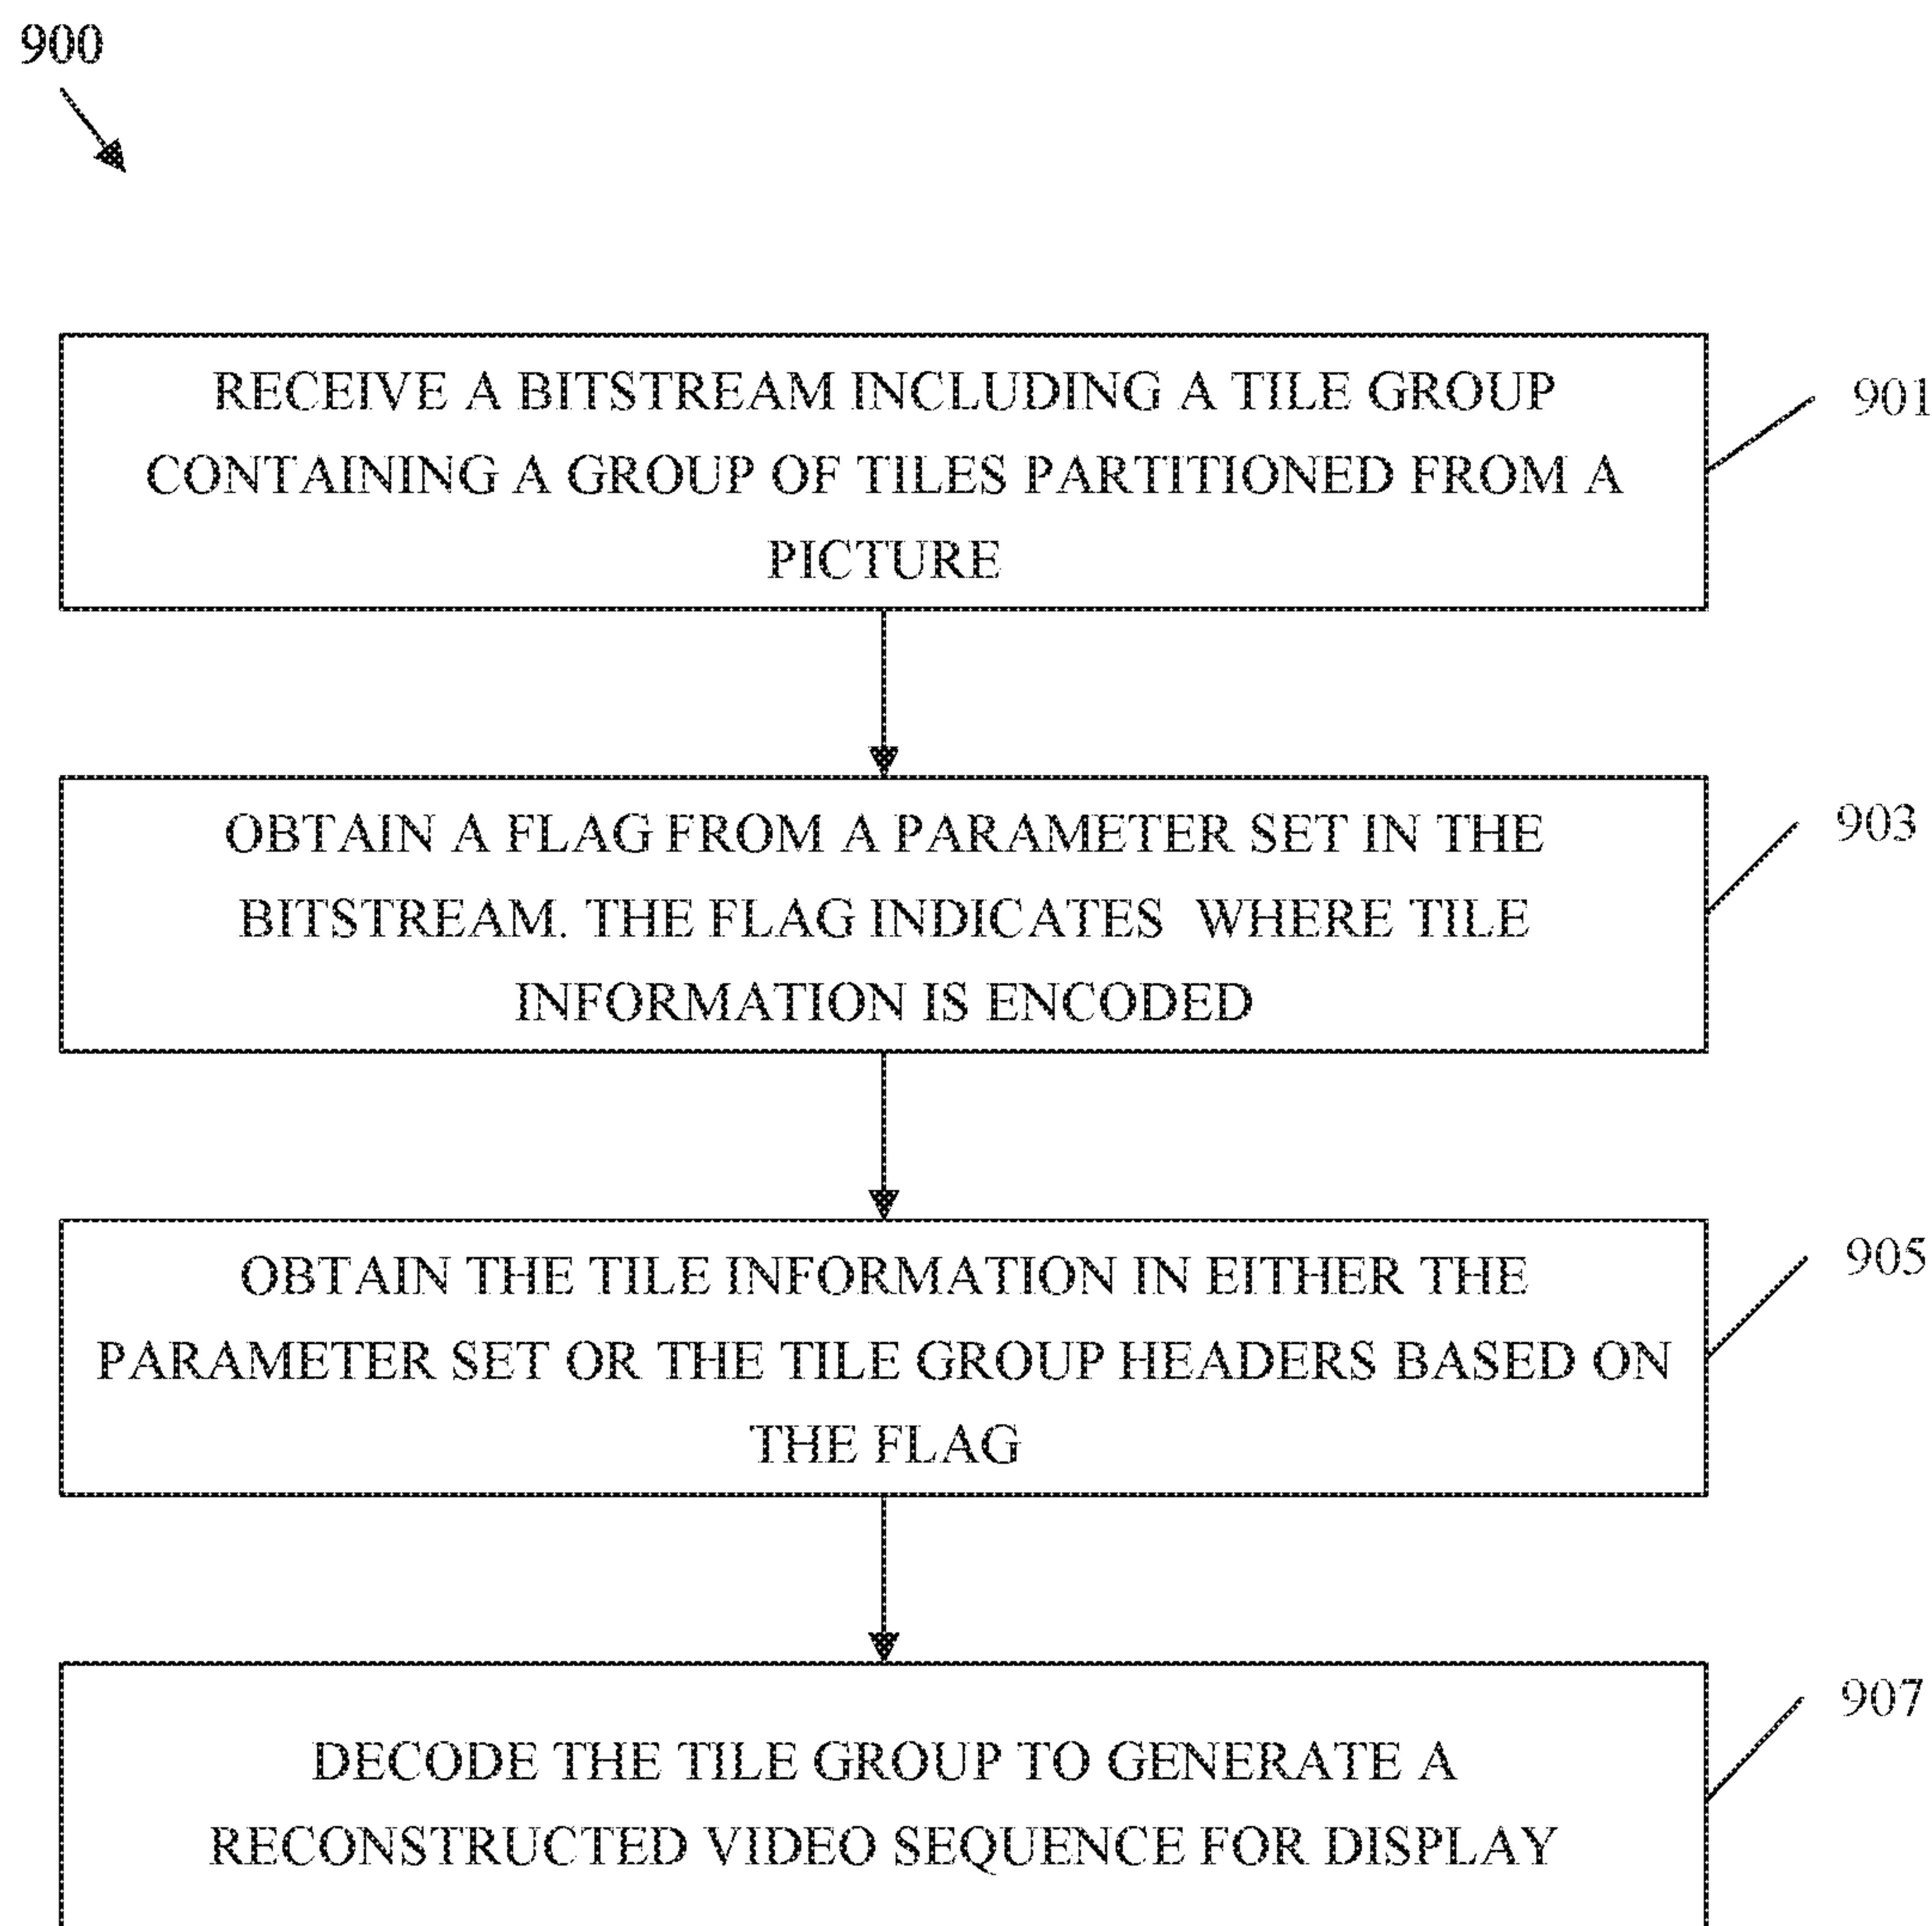 900
RECEIVE A BITSTREAM INCLUDING A TILE GROUP
CONTAINING A GROUP OF TILES PARTITIONED FROM A
PICTURE
901
OBTAIN A FLAG FROM A PARAMETER SET IN THE
BITSTREAM. THE FLAG INDICATES WHERE TILE
INFORMATION IS ENCODED
903
OBTAIN THE TILE INFORMATION IN EITHER THE
PARAMETER SET OR THE TILE GROUP HEADERS BASED ON
THE FLAG
905
DECODE THE TILE GROUP TO GENERATE A
RECONSTRUCTED VIDEO SEQUENCE FOR DISPLAY
907